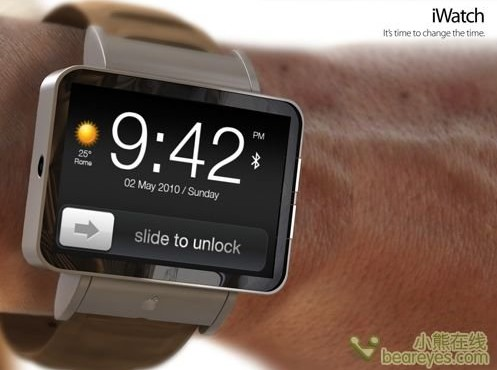 iWatch
It's time to change the time.
9:42
PM
25°
Rome
02 May 2010 / Sunday
slide to unlock
小熊在线
beareyes.com.cn